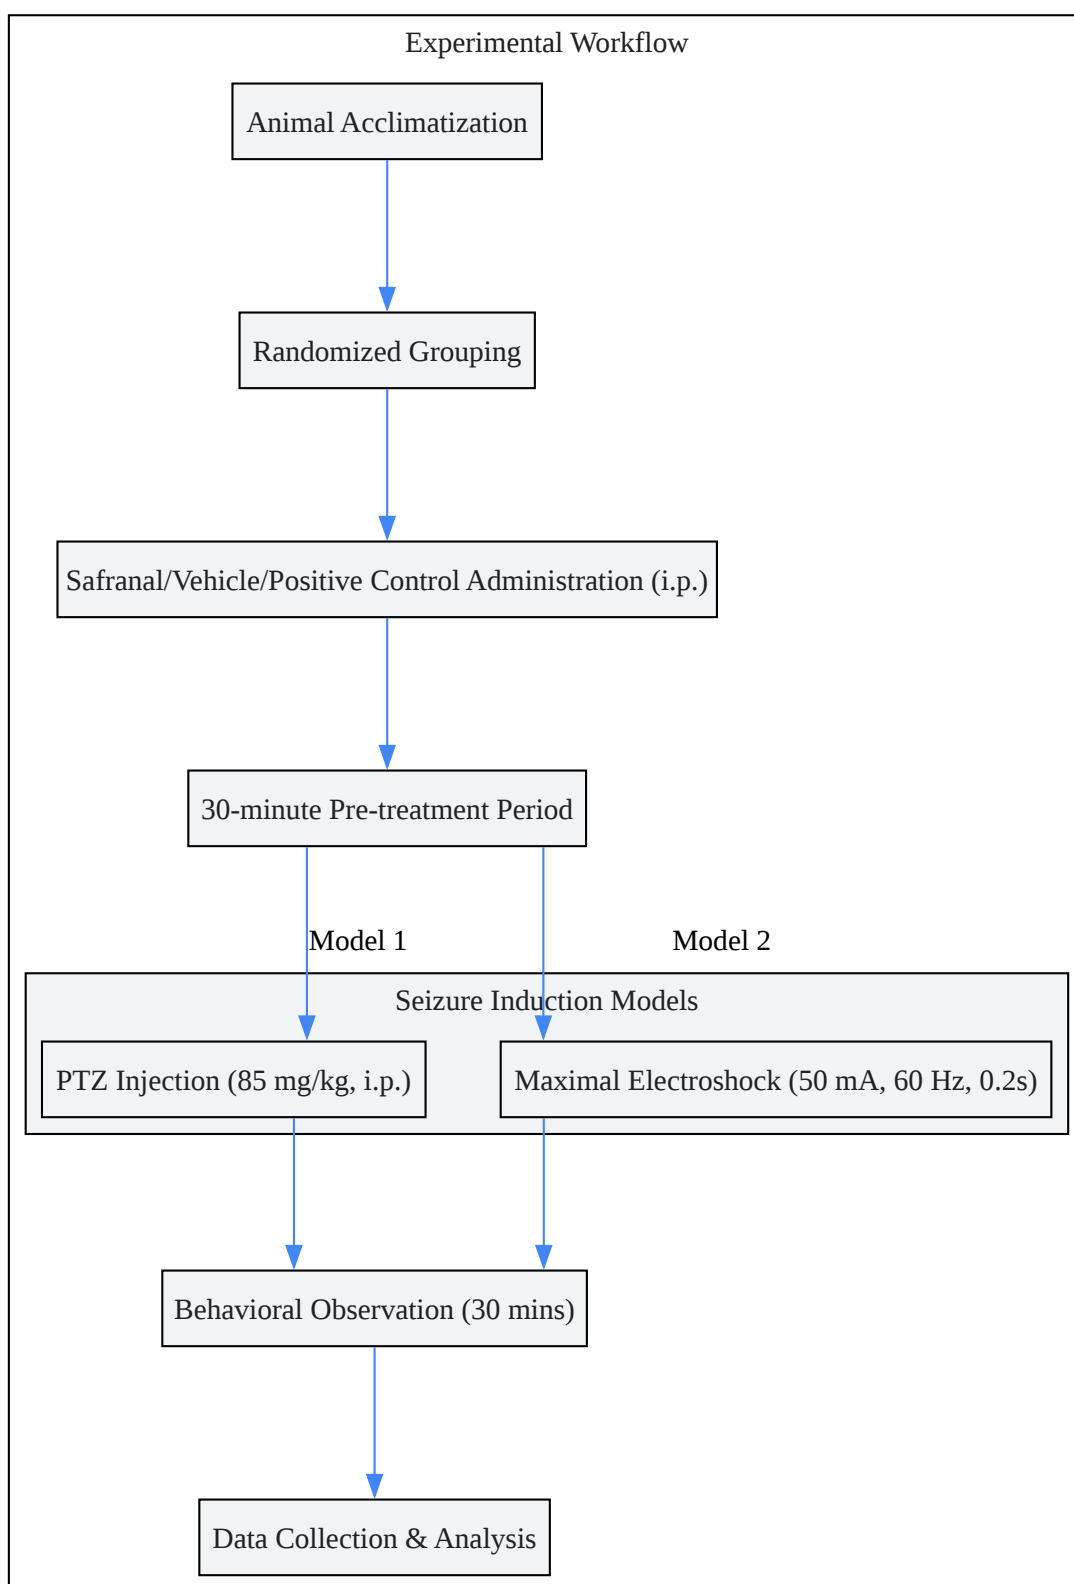 Experimental Workflow
Animal Acclimatization
Randomized Grouping
Safranal/Vehicle/Positive Control Administration (i.p.)
30-minute Pre-treatment Period
Model 1
Model 2
Seizure Induction Models
PTZ Injection (85 mg/kg, i.p.)
Maximal Electroshock (50 mA, 60 Hz, 0.2s)
Behavioral Observation (30 mins)
Data Collection & Analysis